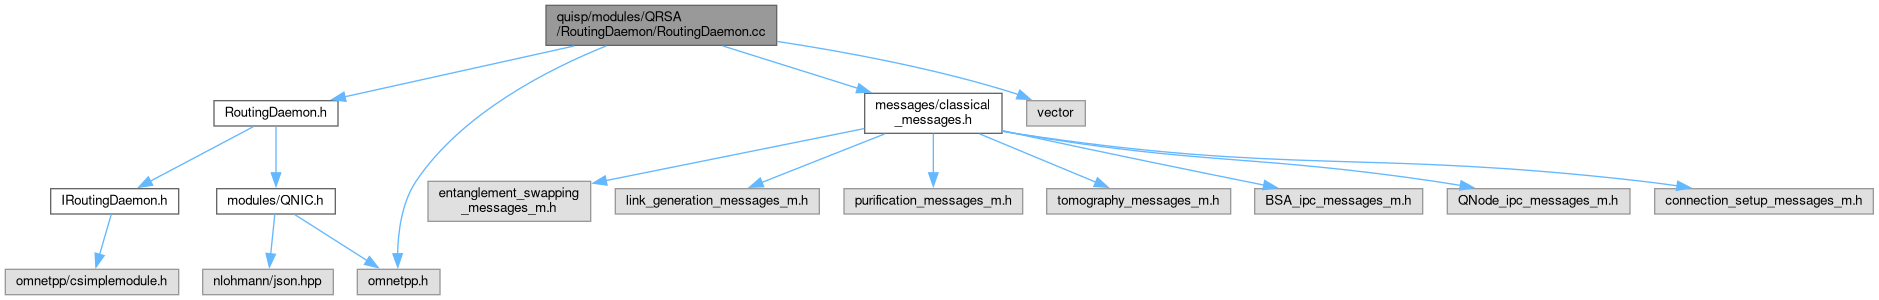 quisp/modules/QRSA
/RoutingDaemon/RoutingDaemon.cc
RoutingDaemon.h
messages/classical
_messages.h
vector
IRoutingDaemon.h
modules/QNIC.h
entanglement_swapping
_messages_m.h
link_generation_messages_m.h
purification_messages_m.h
tomography_messages_m.h
BSA_ipc_messages_m.h
QNode_ipc_messages_m.h
connection_setup_messages_m.h
omnetpp/csimplemodule.h
nlohmann/json.hpp
omnetpp.h